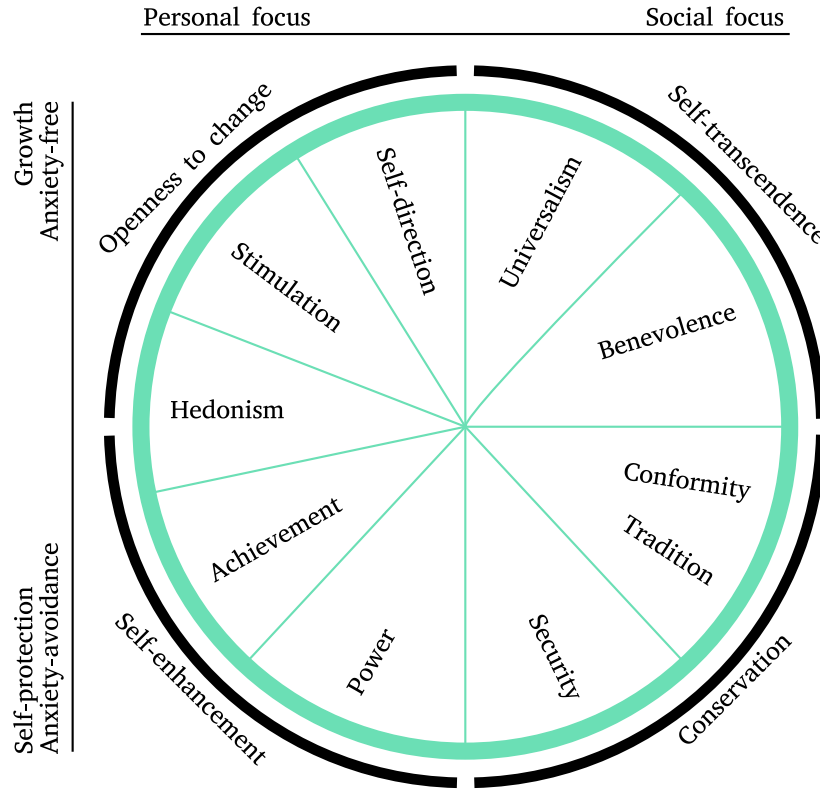 Personal focus
Social focus
Growth
Anxiety-free
Openness to change
Self-transcendence
Self-direction
Universalism
Stimulation
Benevolence
Hedonism
Conformity
Tradition
Achievement
Power
Security
Self-protection
Anxiety-avoidance
Self-enhancement
Conservation